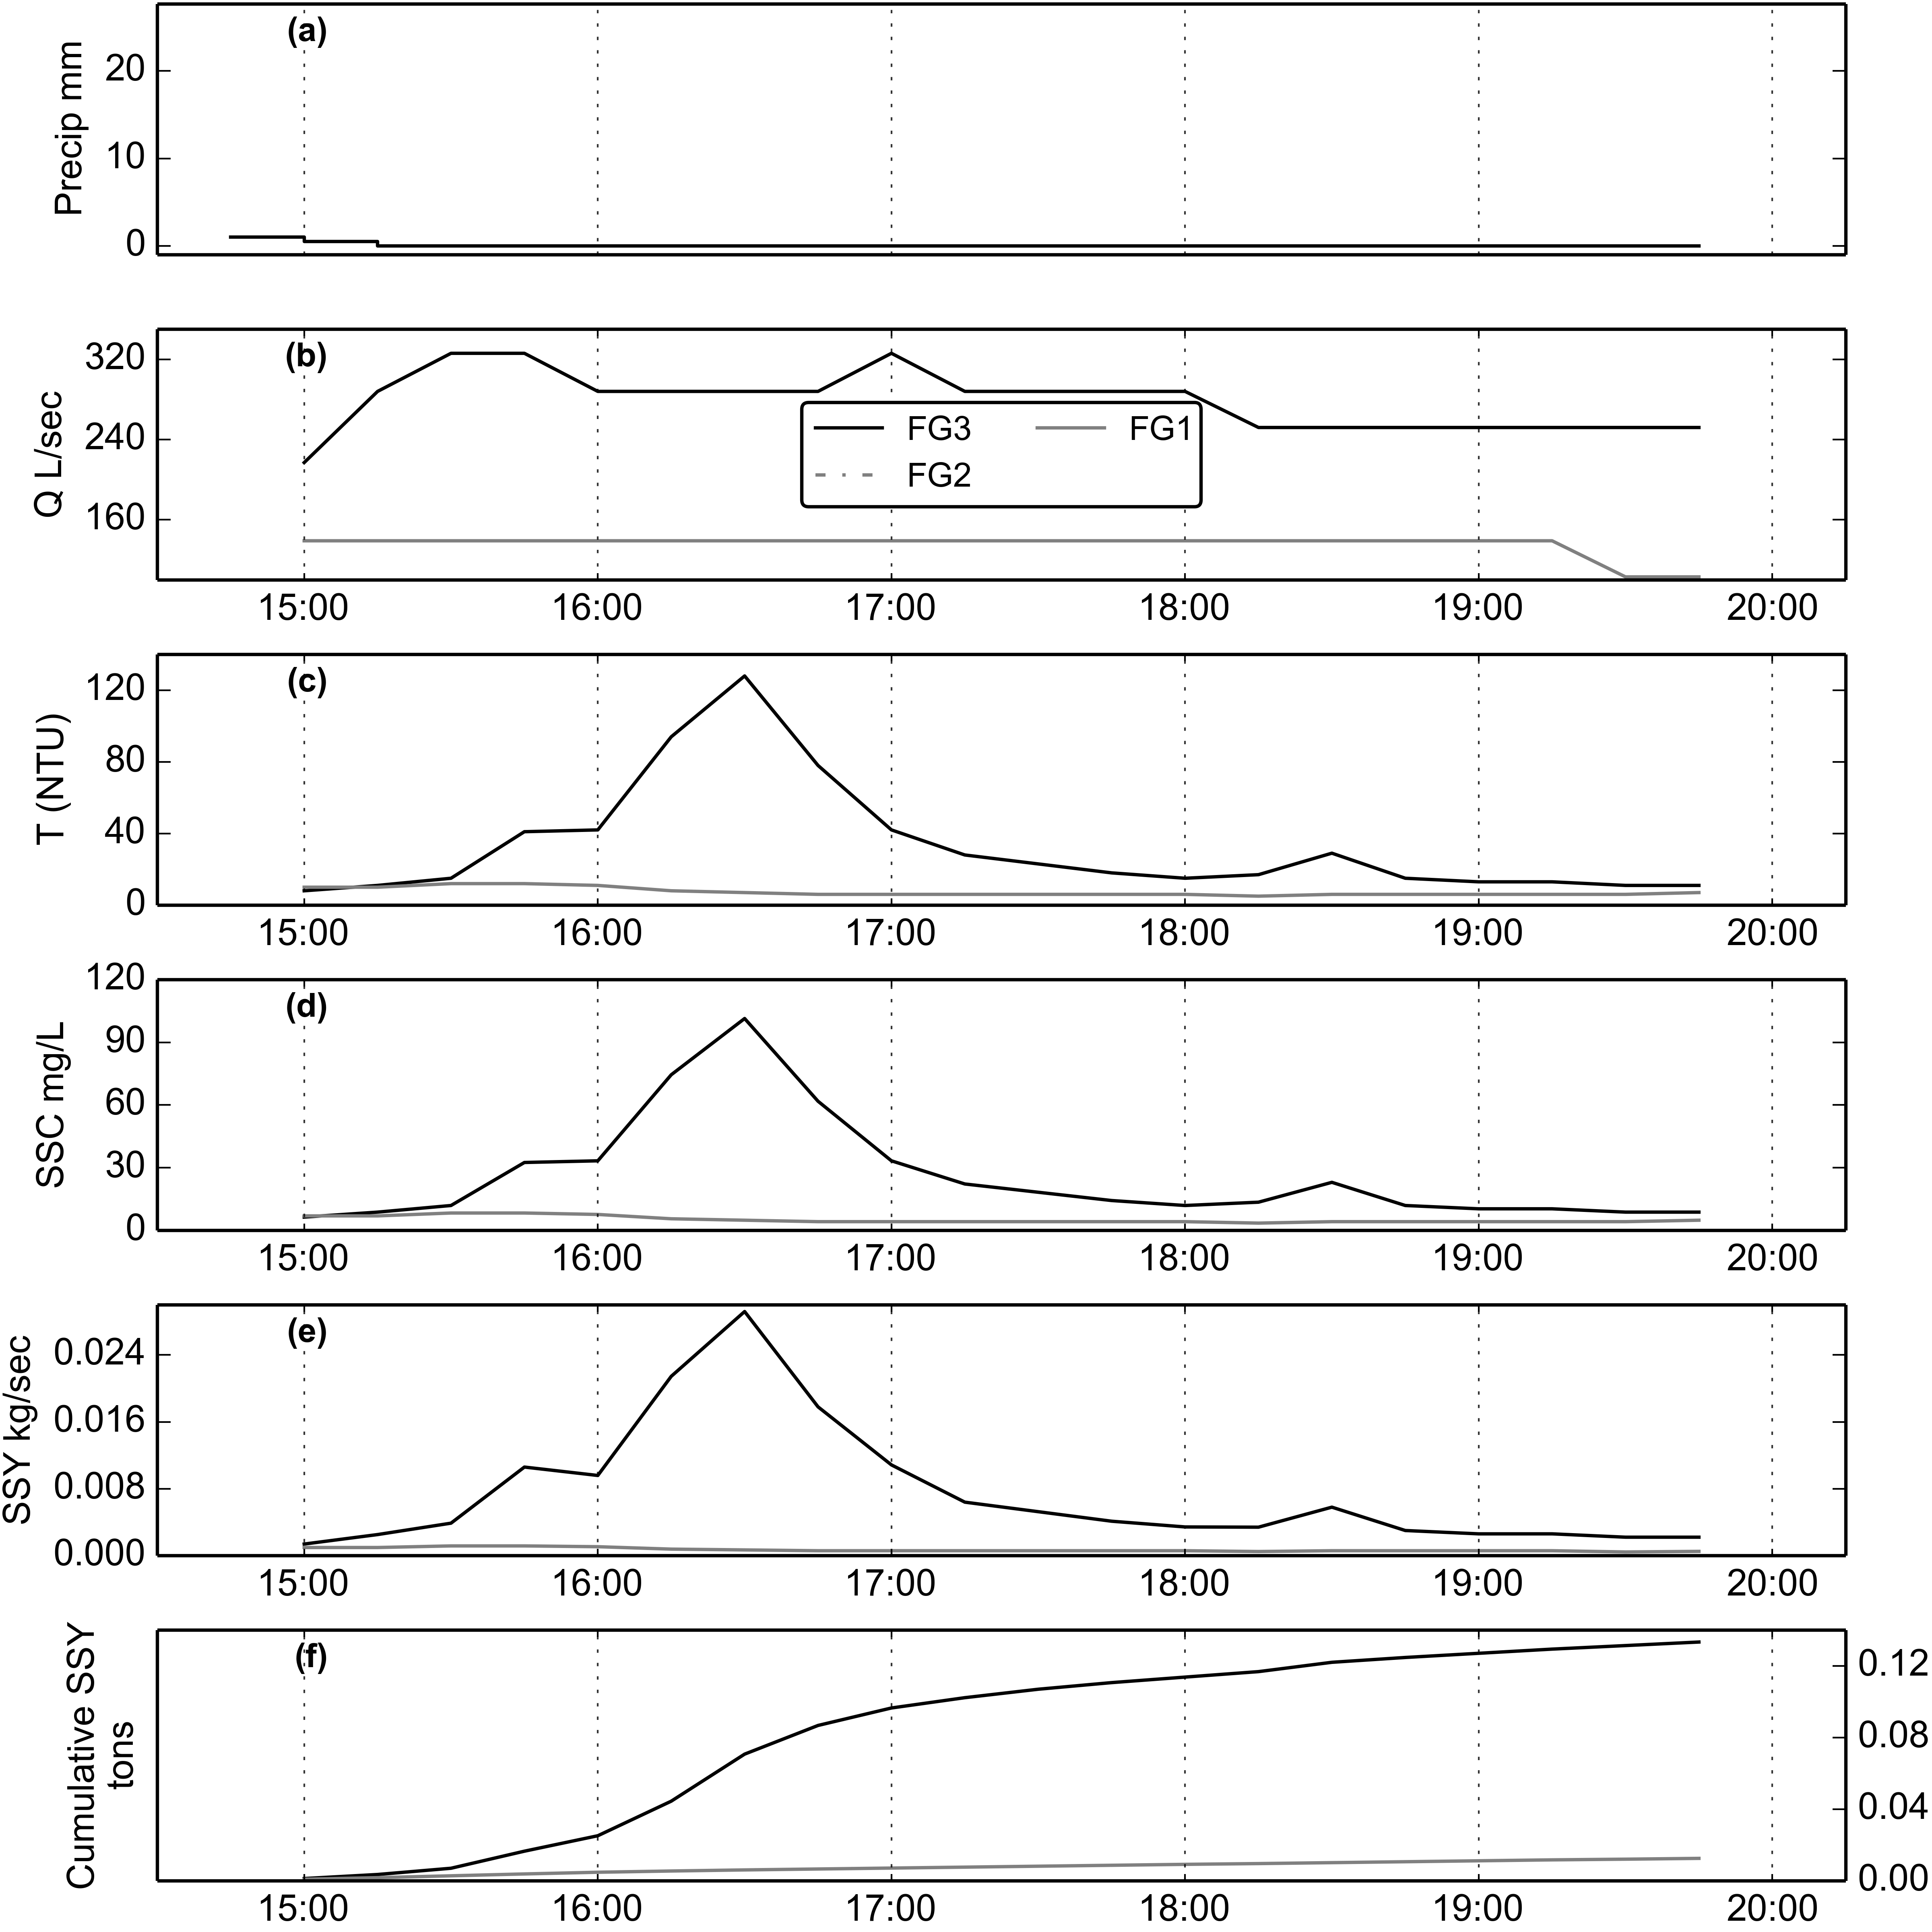 (a)
Precip mm
20
10
0
(b)
Q L/sec
320
240
160
FG3 FG1
FG2
15:00 16:00 17:00 18:00 19:00 20:00
(c)
T (NTU)
120
80
40
0
15:00 16:00 17:00 18:00 19:00 20:00
(d)
SSC mg/L
120
90
60
30
0
15:00 16:00 17:00 18:00 19:00 20:00
(e)
SSY kg/sec
0.024
0.016
0.008
0.000
15:00 16:00 17:00 18:00 19:00 20:00
(f)
Cumulative SSY
tons
0.12
0.08
0.04
0.00
15:00 16:00 17:00 18:00 19:00 20:00